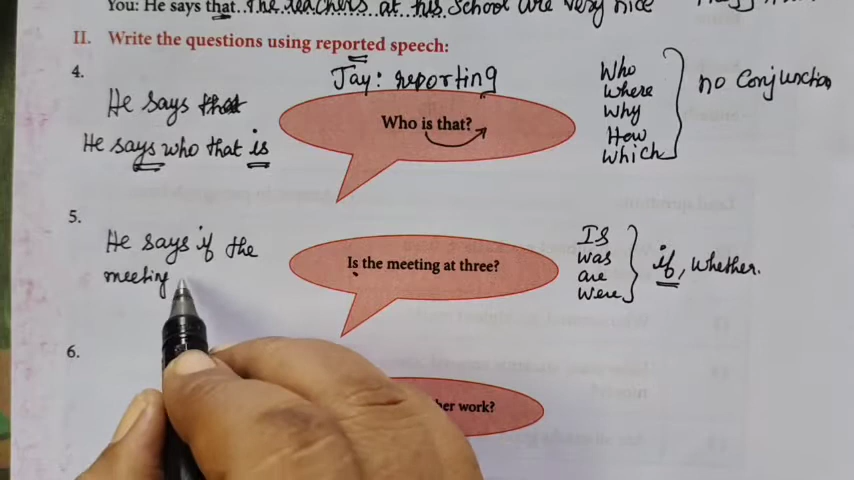 You: He says that The teachers at his School are very nice
II. Write the questions using reported speech:
4.
Jay: reporting
He says that
He says who that is
Who is that?
Who
where
Why
How
which
no Conjunction
5.
He says if the
meeting
Is the meeting at three?
Is
was
are
Were
if, Whether.
6.
her work?